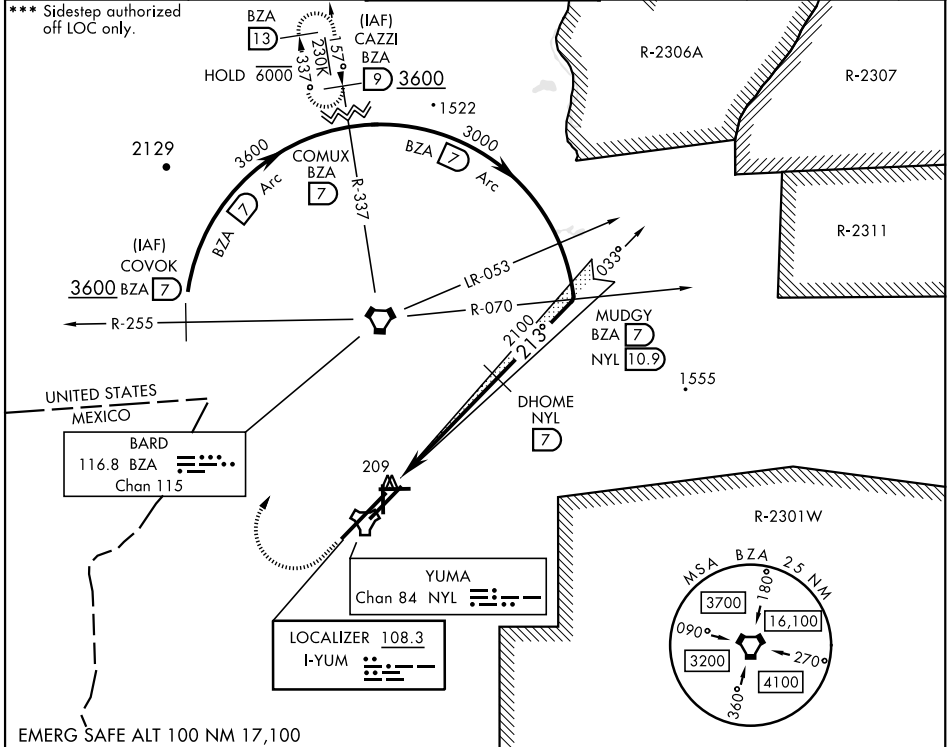 *** Sidestep authorized
off LOC only.
BZA
13
HOLD 6000
337°
230K
157°
(IAF)
CAZZI
BZA
9 3600
1522
2129
3600
BZA 7 Arc
COMUX
BZA
7
R-337
3000
BZA 7 Arc
R-2306A
R-2307
R-2311
(IAF)
COVOK
3600 BZA 7
R-255
LR-053
R-070
033°
2100
213°
MUDGY
BZA 7
NYL 10.9
1555
DHOME
NYL
7
UNITED STATES
MEXICO
BARD
116.8 BZA
Chan 115
209
YUMA
Chan 84 NYL
LOCALIZER 108.3
I-YUM
R-2301W
MSA BZA 25 NM
180°
3700
16,100
090°
270°
3200
4100
360°
EMERG SAFE ALT 100 NM 17,100